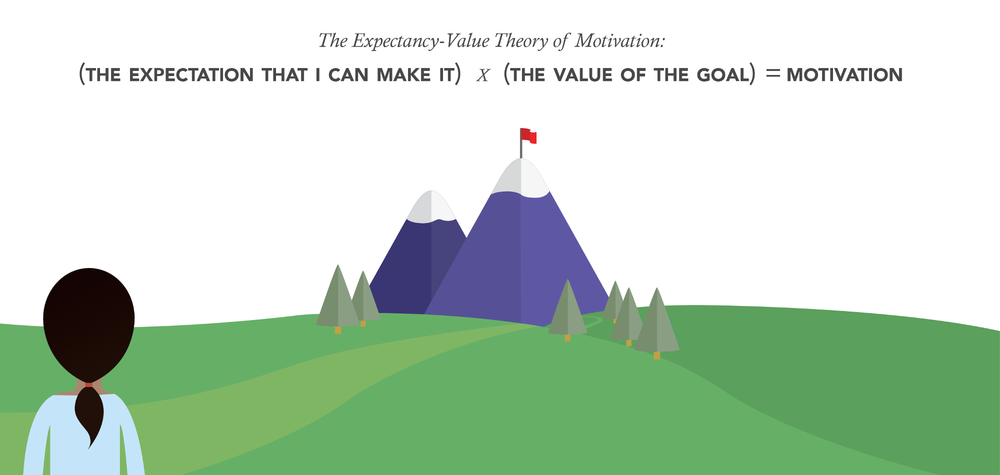 The Expectancy-Value Theory of Motivation:
(THE EXPECTATION THAT I CAN MAKE IT) X (THE VALUE OF THE GOAL) = MOTIVATION